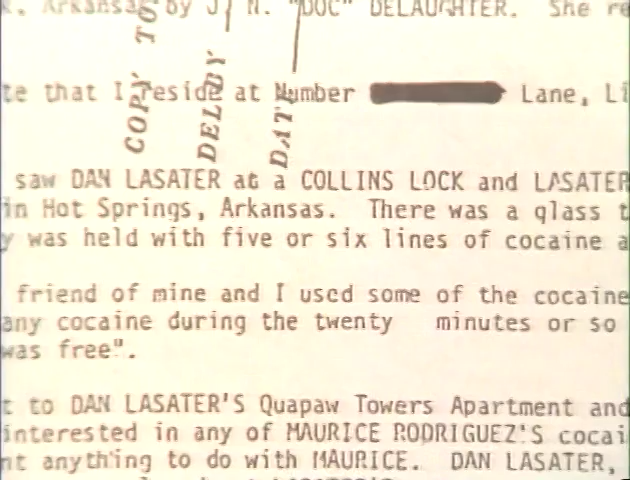 Arkansas by J. N. "DOC" DELAUGHTER. She re
te that I reside at Number Lane, Li
COPY TO
DEL BY
DATE
saw DAN LASATER at a COLLINS LOCK and LASATER
in Hot Springs, Arkansas. There was a glass t
y was held with five or six lines of cocaine a
friend of mine and I used some of the cocaine
any cocaine during the twenty minutes or so
was free".
t to DAN LASATER'S Quapaw Towers Apartment and
interested in any of MAURICE RODRIGUEZ'S cocai
nt anything to do with MAURICE. DAN LASATER,